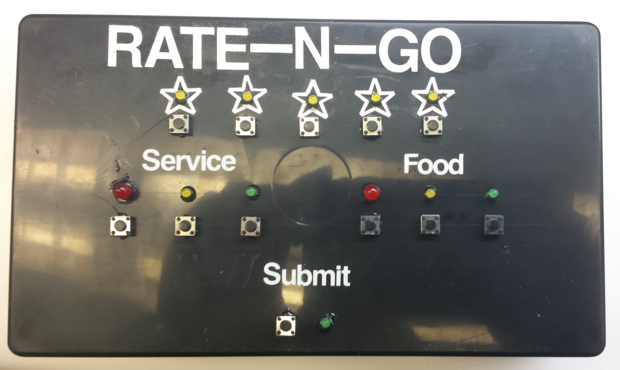 RATE-N-GO
Service Food
Submit